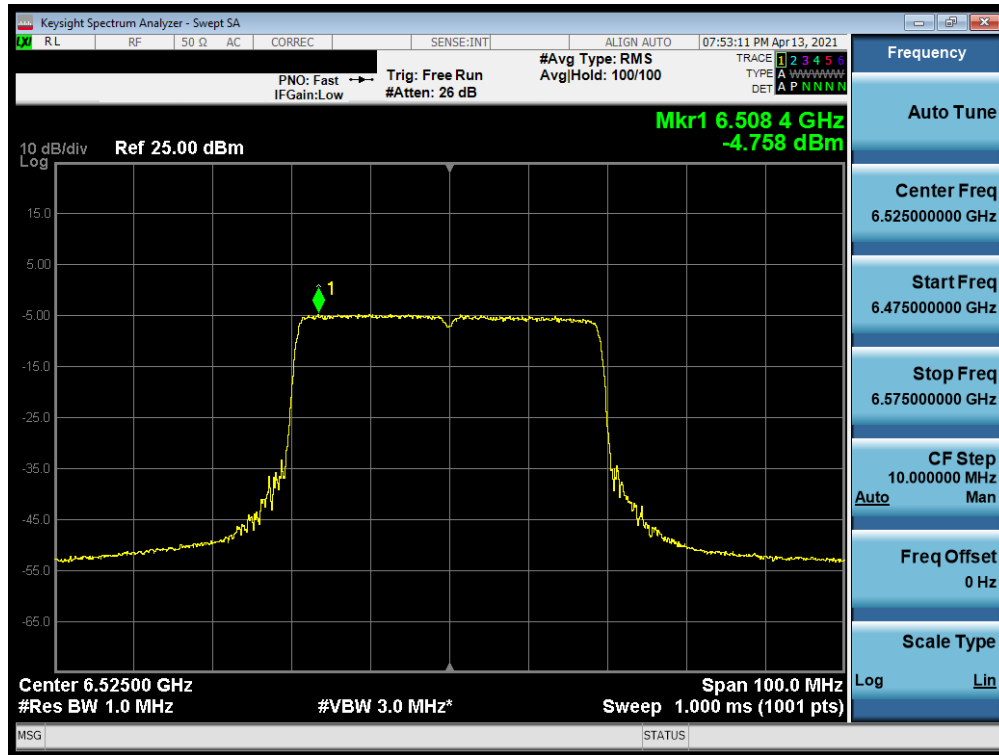 Keysight Spectrum Analyzer - Swept SA
LXI RL RF 50 Ω AC CORREC SENSE:INT ALIGN AUTO 07:53:11 PM Apr 13, 2021
Frequency
PNO: Fast
IFGain:Low
Trig: Free Run
#Atten: 26 dB
#Avg Type: RMS
Avg|Hold: 100/100
TRACE 1 2 3 4 5 6
TYPE A WWWWW
DET A P N N N N
Auto Tune
Mkr1 6.508 4 GHz
-4.758 dBm
10 dB/div Ref 25.00 dBm
Log
15.0
5.00
-5.00
-15.0
-25.0
-35.0
-45.0
-55.0
-65.0
1
Center Freq
6.525000000 GHz
Start Freq
6.475000000 GHz
Stop Freq
6.575000000 GHz
CF Step
10.000000 MHz
Auto Man
Freq Offset
0 Hz
Scale Type
Log Lin
Center 6.52500 GHz Span 100.0 MHz
#Res BW 1.0 MHz #VBW 3.0 MHz* Sweep 1.000 ms (1001 pts)
MSG STATUS